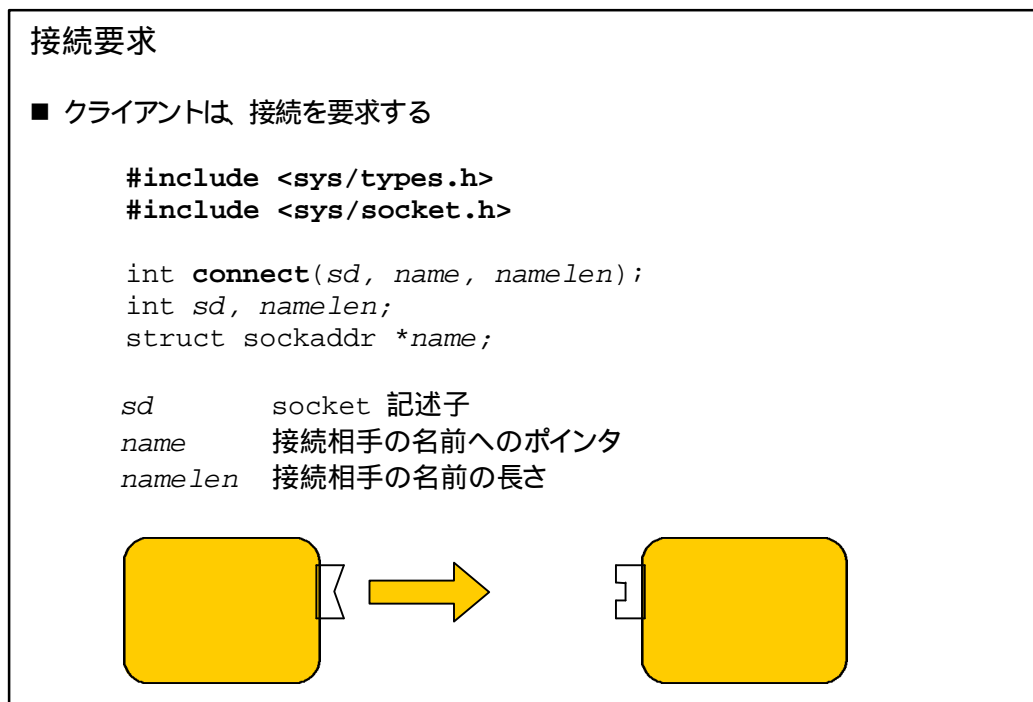 接続要求
■ クライアントは、接続を要求する
#include <sys/types.h>
#include <sys/socket.h>
int connect(sd, name, namelen);
int sd, namelen;
struct sockaddr *name;
sd socket 記述子
name 接続相手の名前へのポインタ
namelen 接続相手の名前の長さ